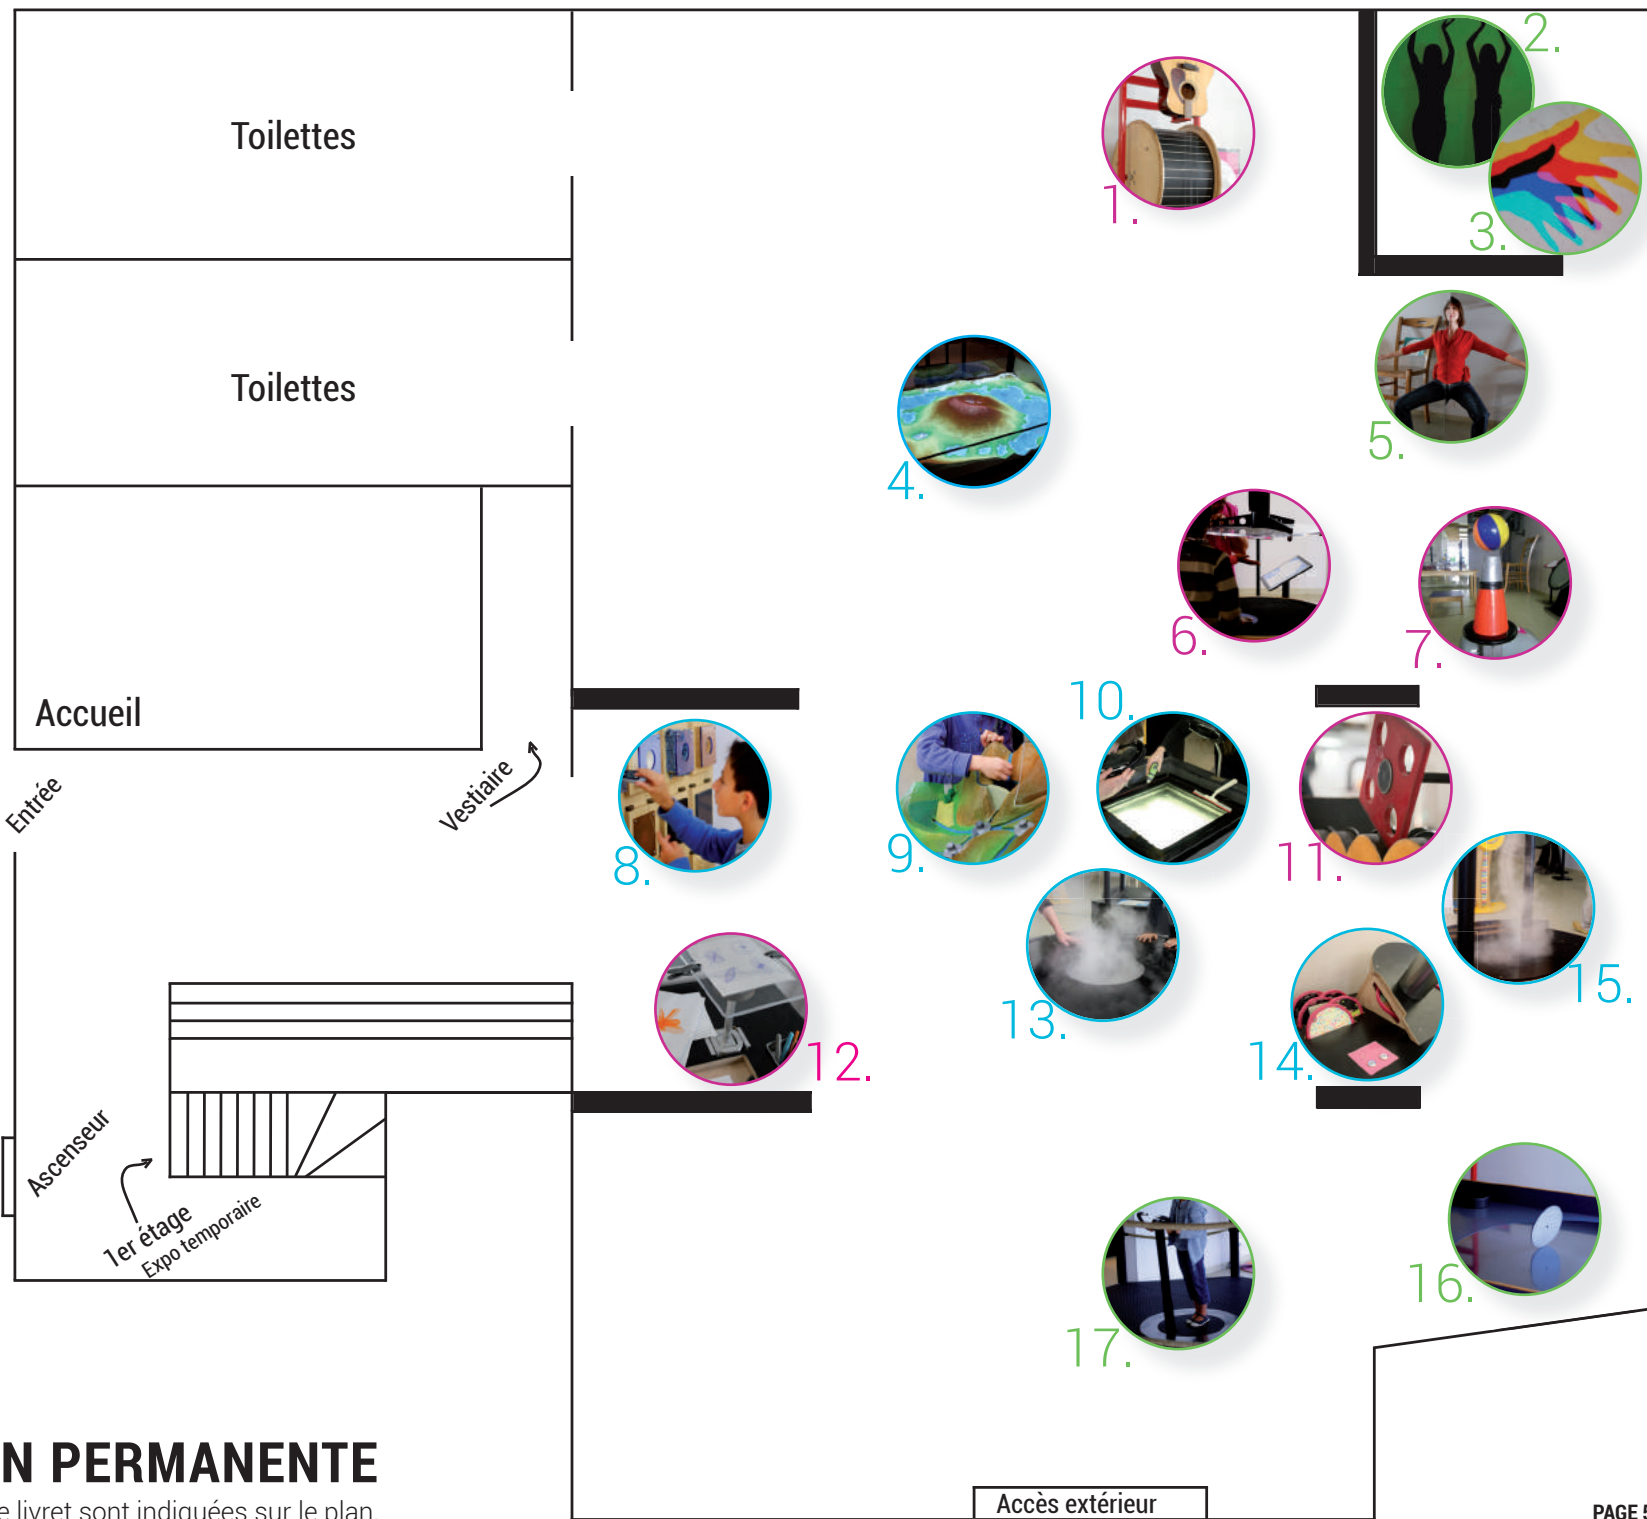 Toilettes
Toilettes
Accueil
Entrée
Vestiaire
Ascenseur
1er étage
Expo temporaire
1.
2.
3.
4.
5.
6.
7.
8.
9.
10.
11.
12.
13.
14.
15.
16.
17.
N PERMANENTE
e livret sont indiquées sur le plan.
Accès extérieur
PAGE 5